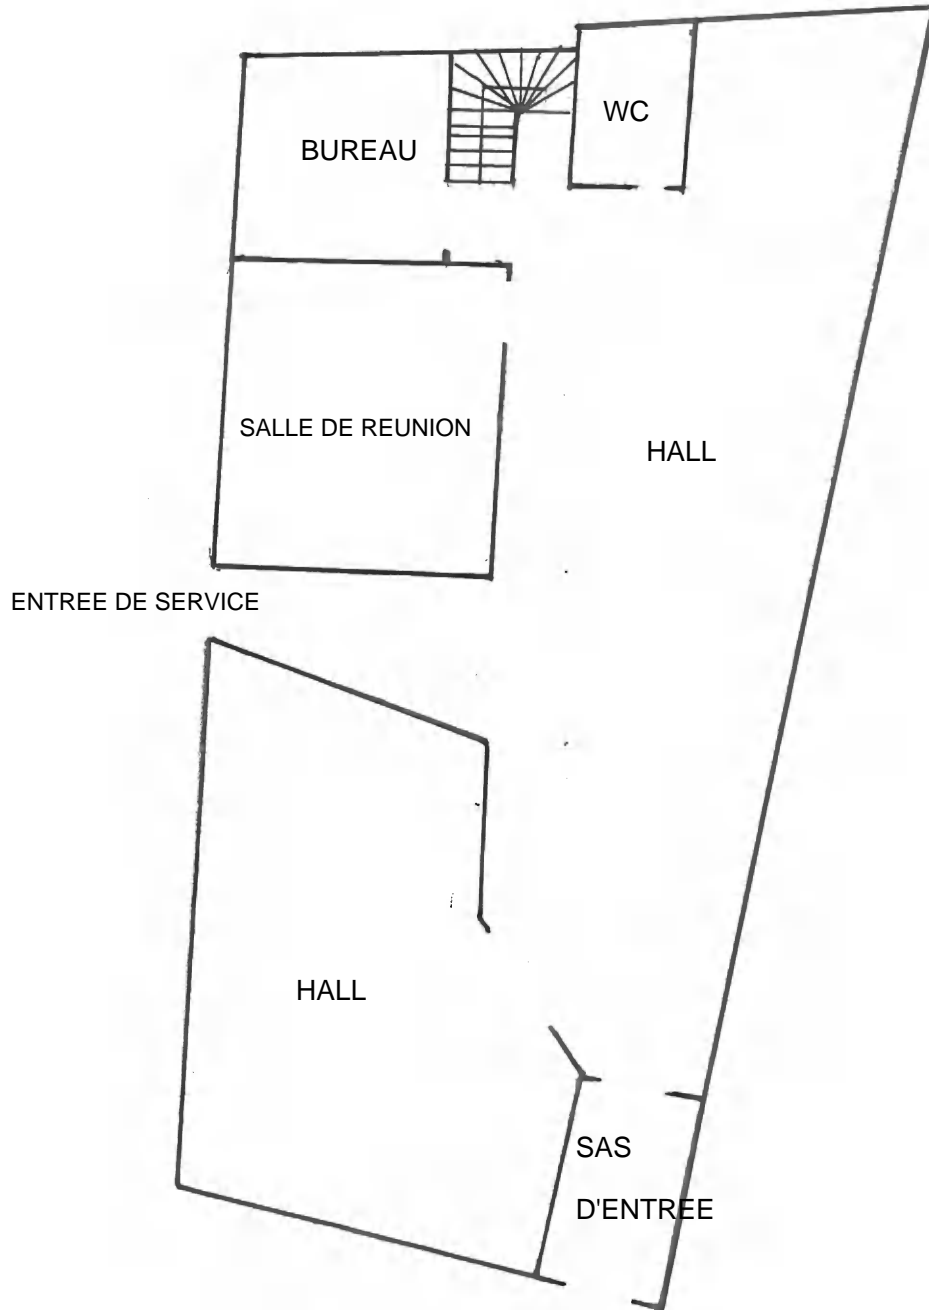 WC
BUREAU
SALLE DE REUNION
HALL
ENTREE DE SERVICE
HALL
SAS
D'ENTREE